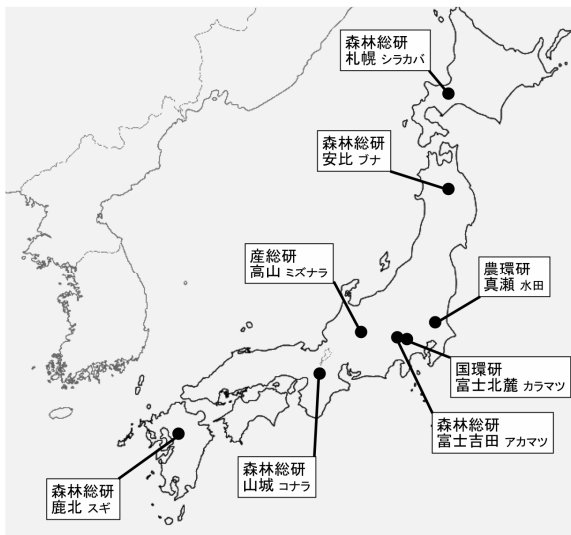 森林総研
札幌 シラカバ
森林総研
安比 ブナ
産総研
高山 ミズナラ
農環研
真瀬 水田
国環研
富士北麓 カラマツ
森林総研
富士吉田 アカマツ
森林総研
山城 コナラ
森林総研
鹿北 スギ